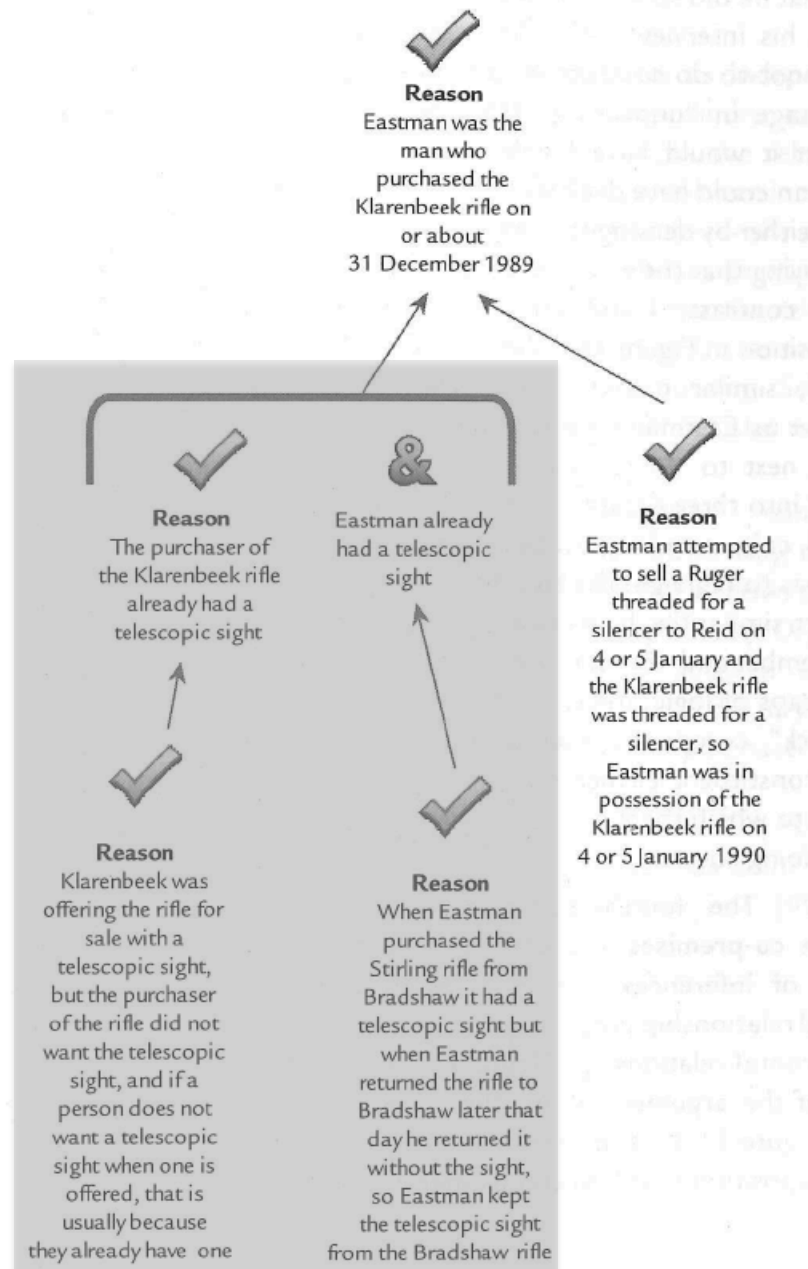 Reason
Eastman was the
man who
purchased the
Klarenbeek rifle on
or about
31 December 1989
Reason
The purchaser of
the Klarenbeek rifle
already had a
telescopic sight
&
Eastman already
had a telescopic
sight
Reason
Eastman attempted
to sell a Ruger
threaded for a
silencer to Reid on
4 or 5 January and
the Klarenbeek rifle
was threaded for a
silencer, so
Eastman was in
possession of the
Klarenbeek rifle on
4 or 5 January 1990
Reason
Klarenbeek was
offering the rifle for
sale with a
telescopic sight,
but the purchaser
of the rifle did not
want the telescopic
sight, and if a
person does not
want a telescopic
sight when one is
offered, that is
usually because
they already have one
Reason
When Eastman
purchased the
Stirling rifle from
Bradshaw it had a
telescopic sight but
when Eastman
returned the rifle to
Bradshaw later that
day he returned it
without the sight,
so Eastman kept
the telescopic sight
from the Bradshaw rifle